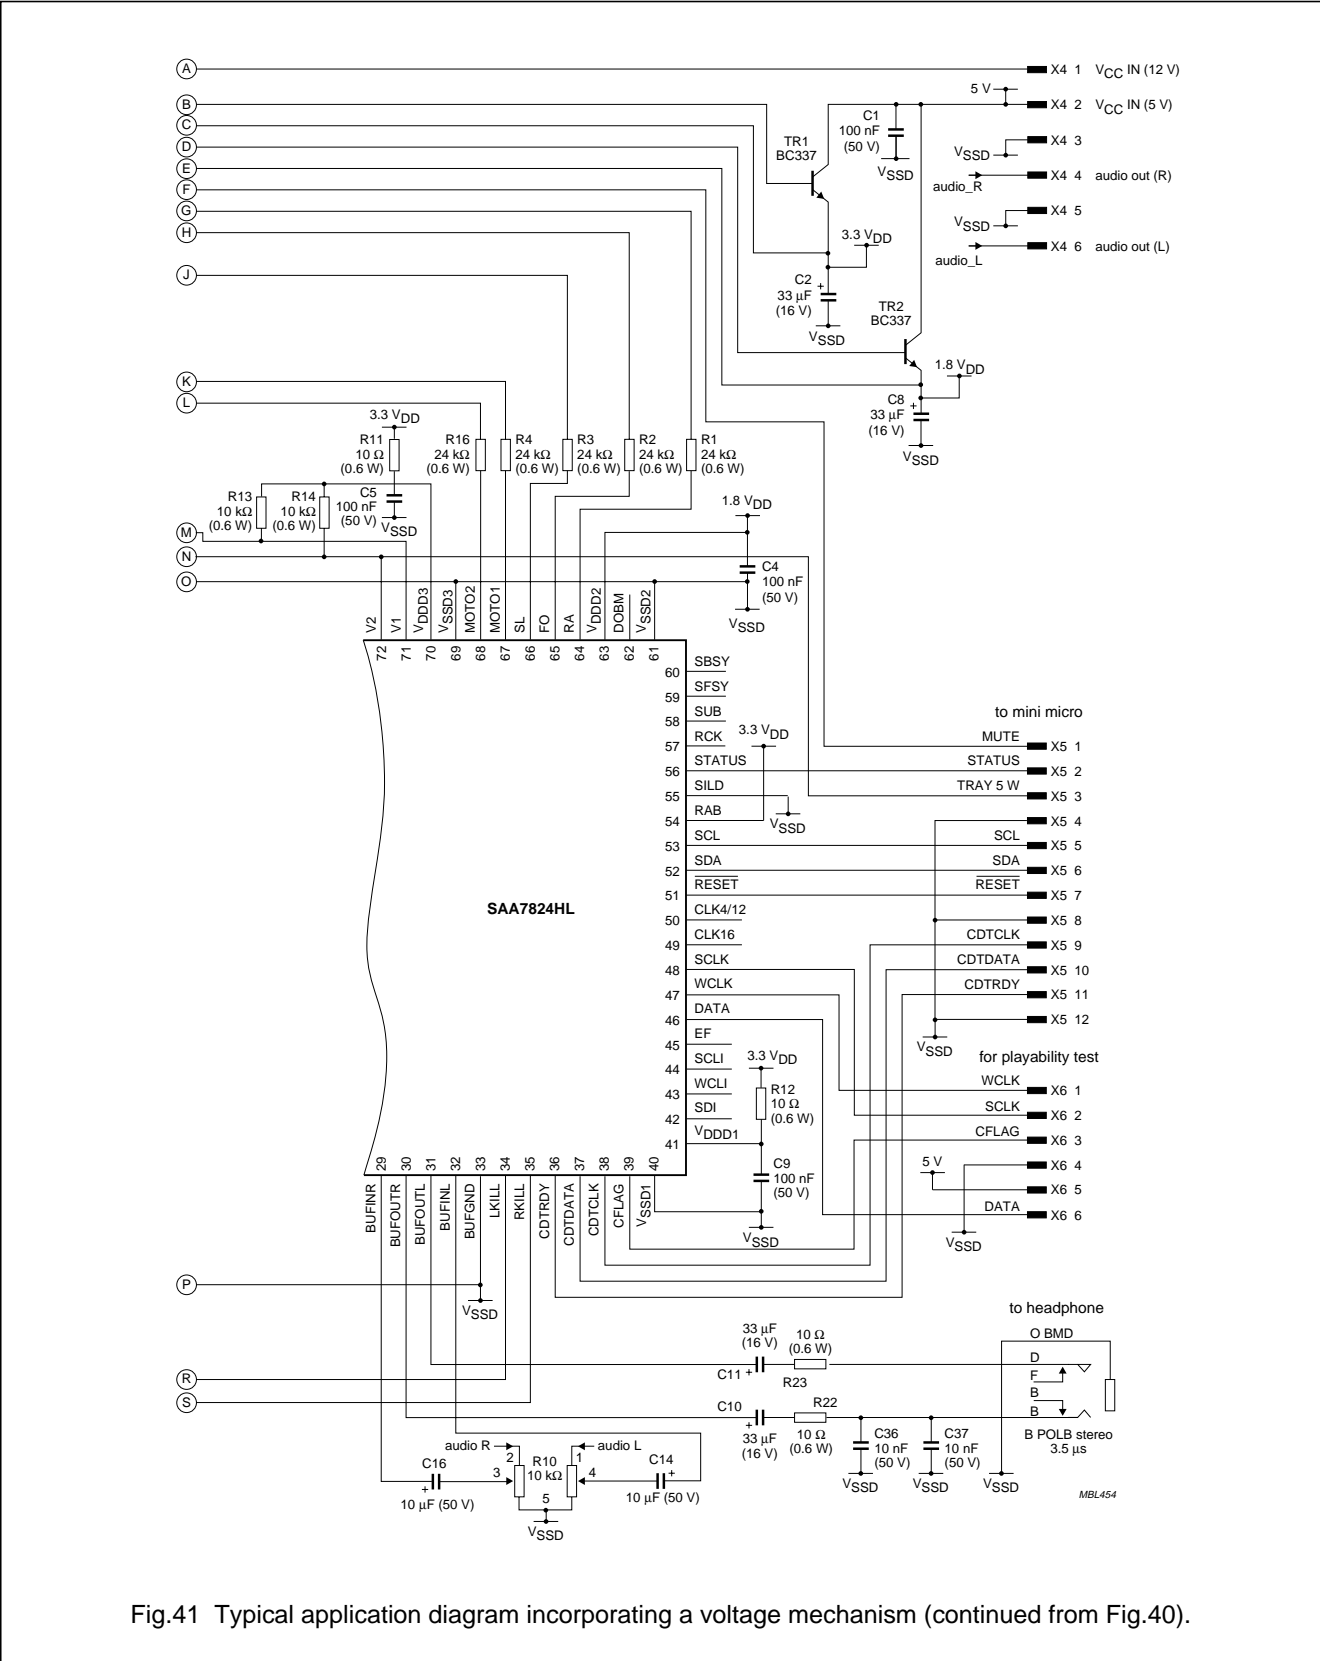 A
X4 1 VCC IN (12 V)
5 V
B
X4 2 VCC IN (5 V)
C
C1
100 nF
(50 V)
VSSD
D
TR1
BC337
X4 3
VSSD
E
X4 4 audio out (R)
audio_R
F
G
X4 5
VSSD
H
3.3 VDD
X4 6 audio out (L)
audio_L
J
C2
+
33 µF
(16 V)
VSSD
TR2
BC337
1.8 VDD
K
C8
+
33 µF
(16 V)
VSSD
L
3.3 VDD
R11
10 Ω
(0.6 W)
R16
24 kΩ
(0.6 W)
R4
24 kΩ
(0.6 W)
R3
24 kΩ
(0.6 W)
R2
24 kΩ
(0.6 W)
R1
24 kΩ
(0.6 W)
R13
10 kΩ
(0.6 W)
R14
10 kΩ
(0.6 W)
C5
100 nF
(50 V)
VSSD
1.8 VDD
M
N
O
C4
100 nF
(50 V)
VSSD
V2
V1
VDDD3
VSSD3
MOTO2
MOTO1
SL
FO
RA
VDDD2
DOBM
VSSD2
72
71
70
69
68
67
66
65
64
63
62
61
60 SBSY
59 SFSY
58 SUB
57 RCK
3.3 VDD
56 STATUS
55 SILD
VSSD
54 RAB
53 SCL
52 SDA
51 RESET
50 CLK4/12
49 CLK16
48 SCLK
47 WCLK
46 DATA
45 EF
44 SCLI
43 WCLI
42 SDI
41 VDDD1
SAA7824HL
to mini micro
MUTE X5 1
STATUS X5 2
TRAY 5 W X5 3
X5 4
SCL X5 5
SDA X5 6
RESET X5 7
X5 8
CDTCLK X5 9
CDTDATA X5 10
CDTRDY X5 11
X5 12
VSSD
3.3 VDD
R12
10 Ω
(0.6 W)
C9
100 nF
(50 V)
VSSD
for playability test
WCLK X6 1
SCLK X6 2
CFLAG X6 3
X6 4
5 V
X6 5
DATA X6 6
VSSD
29
30
31
32
33
34
35
36
37
38
39
40
BUFINR
BUFOUTR
BUFOUTL
BUFINL
BUFGND
LKILL
RKILL
CDTRDY
CDTDATA
CDTCLK
CFLAG
VSSD1
P
VSSD
R
S
to headphone
O BMD
33 µF
(16 V)
C11 +
10 Ω
(0.6 W)
R23
D
F
B
B
C10
+
33 µF
(16 V)
R22
10 Ω
(0.6 W)
C36
10 nF
(50 V)
VSSD
C37
10 nF
(50 V)
VSSD
VSSD
B POLB stereo
3.5 µs
audio R
audio L
2
R10
10 kΩ
1
C16
+
10 µF (50 V)
3
4
C14
+
10 µF (50 V)
5
VSSD
MBL454
Fig.41 Typical application diagram incorporating a voltage mechanism (continued from Fig.40).